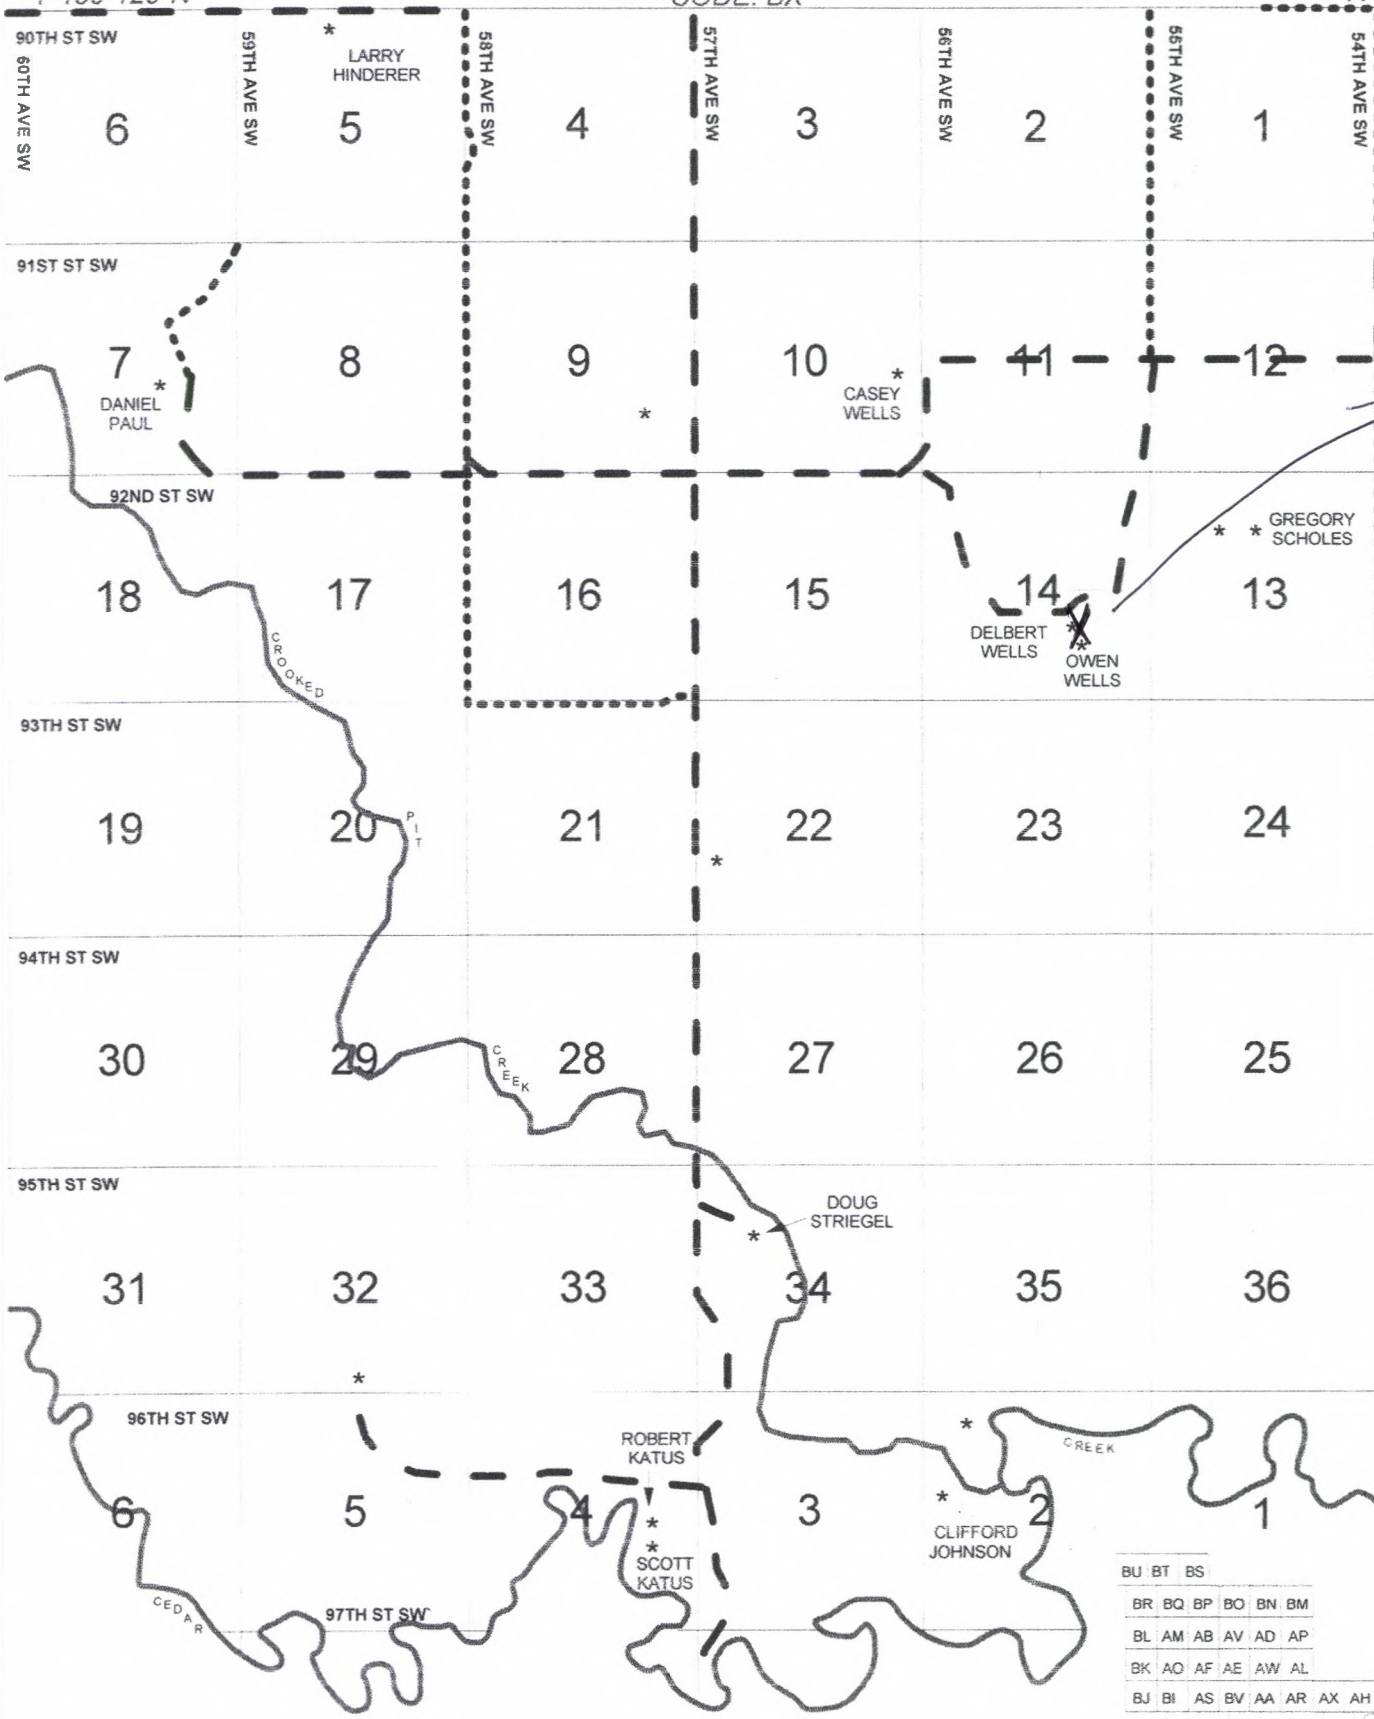 CODE: BX
90TH ST SW
60TH AVE SW
59TH AVE SW
58TH AVE SW
57TH AVE SW
56TH AVE SW
55TH AVE SW
54TH AVE SW
LARRY
HINDERER
6
5
4
3
2
1
91ST ST SW
7
8
9
10
11
12
DANIEL
PAUL
CASEY
WELLS
92ND ST SW
GREGORY
SCHOLES
18
17
16
15
14
13
DELBERT
WELLS
OWEN
WELLS
CROOKED
93TH ST SW
19
20
21
22
23
24
PIT
94TH ST SW
30
29
28
27
26
25
CREEK
95TH ST SW
DOUG
STRIEGEL
31
32
33
34
35
36
96TH ST SW
ROBERT
KATUS
CREEK
6
5
4
3
2
1
CLIFFORD
JOHNSON
SCOTT
KATUS
CEDAR
97TH ST SW
BU BT BS
BR BQ BP BO BN BM
BL AM AB AV AD AP
BK AO AF AE AW AL
BJ BI AS BV AA AR AX AH